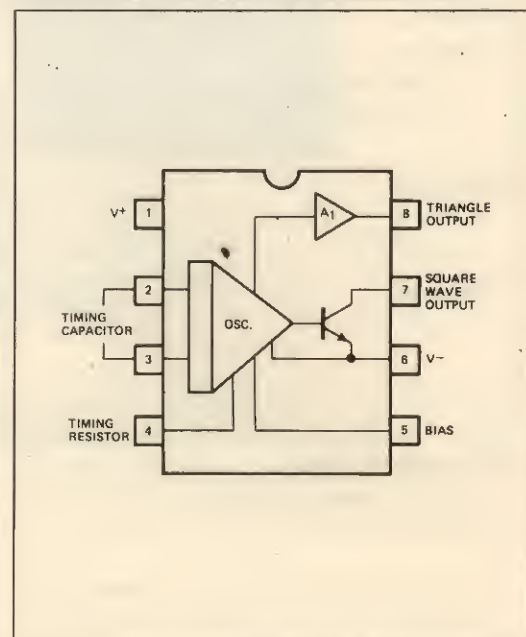 V+ 1
2
TIMING
CAPACITOR
3
TIMING
RESISTOR
4
OSC.
A1
8 TRIANGLE
OUTPUT
7 SQUARE
WAVE
OUTPUT
6 V−
5 BIAS